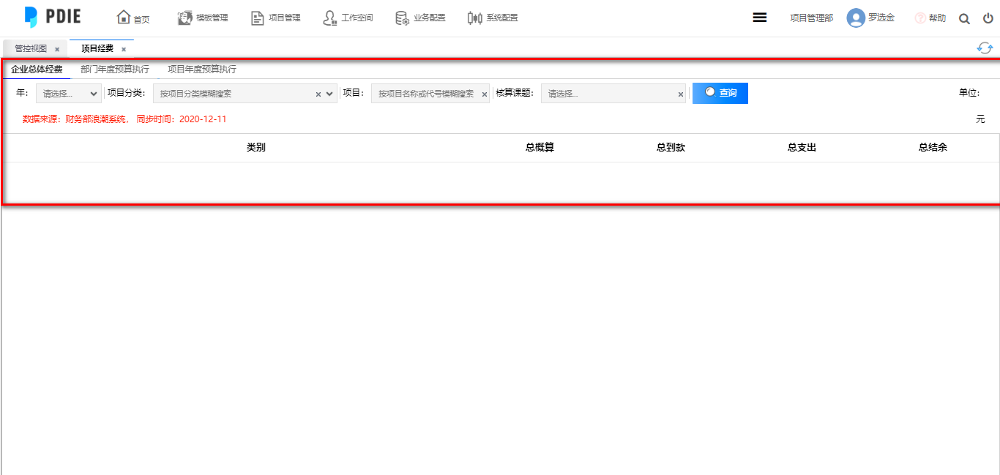 PDIE 首页 模板管理 项目管理 工作空间 业务配置 系统配置 项目管理部 罗选金 帮助
管控视图 × 项目经费 ×
企业总体经费 部门年度预算执行 项目年度预算执行
年: 请选择... 项目分类: 按项目分类模糊搜索 × 项目: 按项目名称或代号模糊搜索 × 核算课题: 请选择... × 查询 单位:
数据来源：财务部浪潮系统， 同步时间：2020-12-11 元
类别 总概算 总到款 总支出 总结余